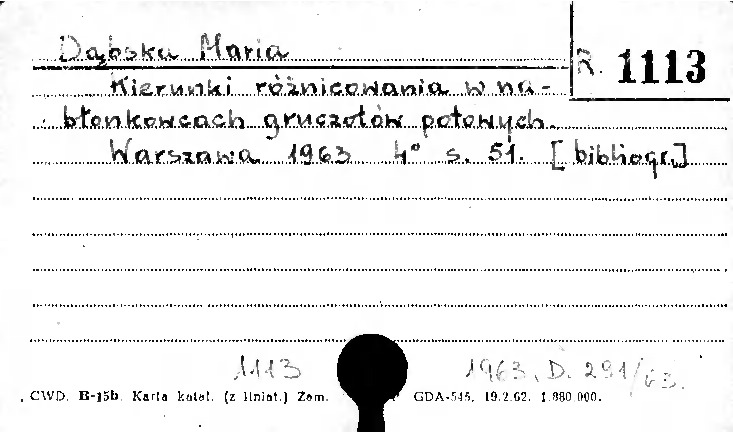 Dąbska Maria
R. 1113
Kierunki różnicowania w na-
błonkowcach gruczołów potowych.
Warszawa 1963 4° s. 51. [bibliogr.]
1113 1963. D. 291/63.
CWD. B-15b. Karta katal. (z liniat.) Zam. GDA-545. 19.2.62. 1.880.000.